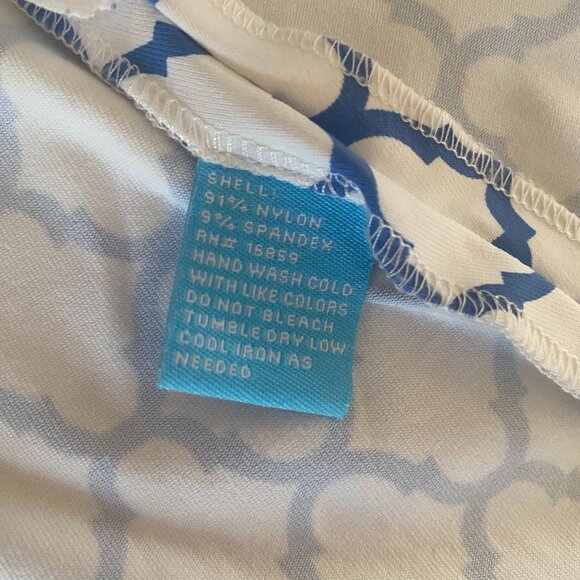 SHELL:
91% NYLON
9% SPANDEX
RN# 16859
HAND WASH COLD
WITH LIKE COLORS
DO NOT BLEACH
TUMBLE DRY LOW
COOL IRON AS
NEEDED